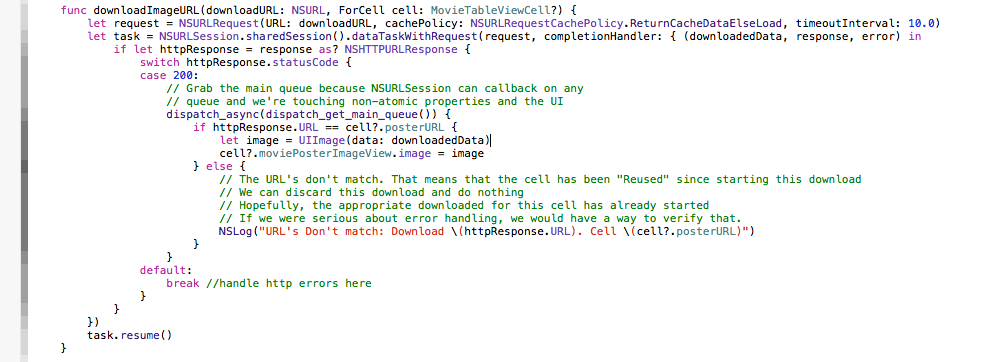 func downloadImageURL(downloadURL: NSURL, ForCell cell: MovieTableViewCell?) {
let request = NSURLRequest(URL: downloadURL, cachePolicy: NSURLRequestCachePolicy.ReturnCacheDataElseLoad, timeoutInterval: 10.0)
let task = NSURLSession.sharedSession().dataTaskWithRequest(request, completionHandler: { (downloadedData, response, error) in
if let httpResponse = response as? NSHTTPURLResponse {
switch httpResponse.statusCode {
case 200:
// Grab the main queue because NSURLSession can callback on any
// queue and we're touching non-atomic properties and the UI
dispatch_async(dispatch_get_main_queue()) {
if httpResponse.URL == cell?.posterURL {
let image = UIImage(data: downloadedData)
cell?.moviePosterImageView.image = image
} else {
// The URL's don't match. That means that the cell has been "Reused" since starting this download
// We can discard this download and do nothing
// Hopefully, the appropriate downloaded for this cell has already started
// If we were serious about error handling, we would have a way to verify that.
NSLog("URL's Don't match: Download \(httpResponse.URL). Cell \(cell?.posterURL)")
}
}
default:
break //handle http errors here
}
}
})
task.resume()
}